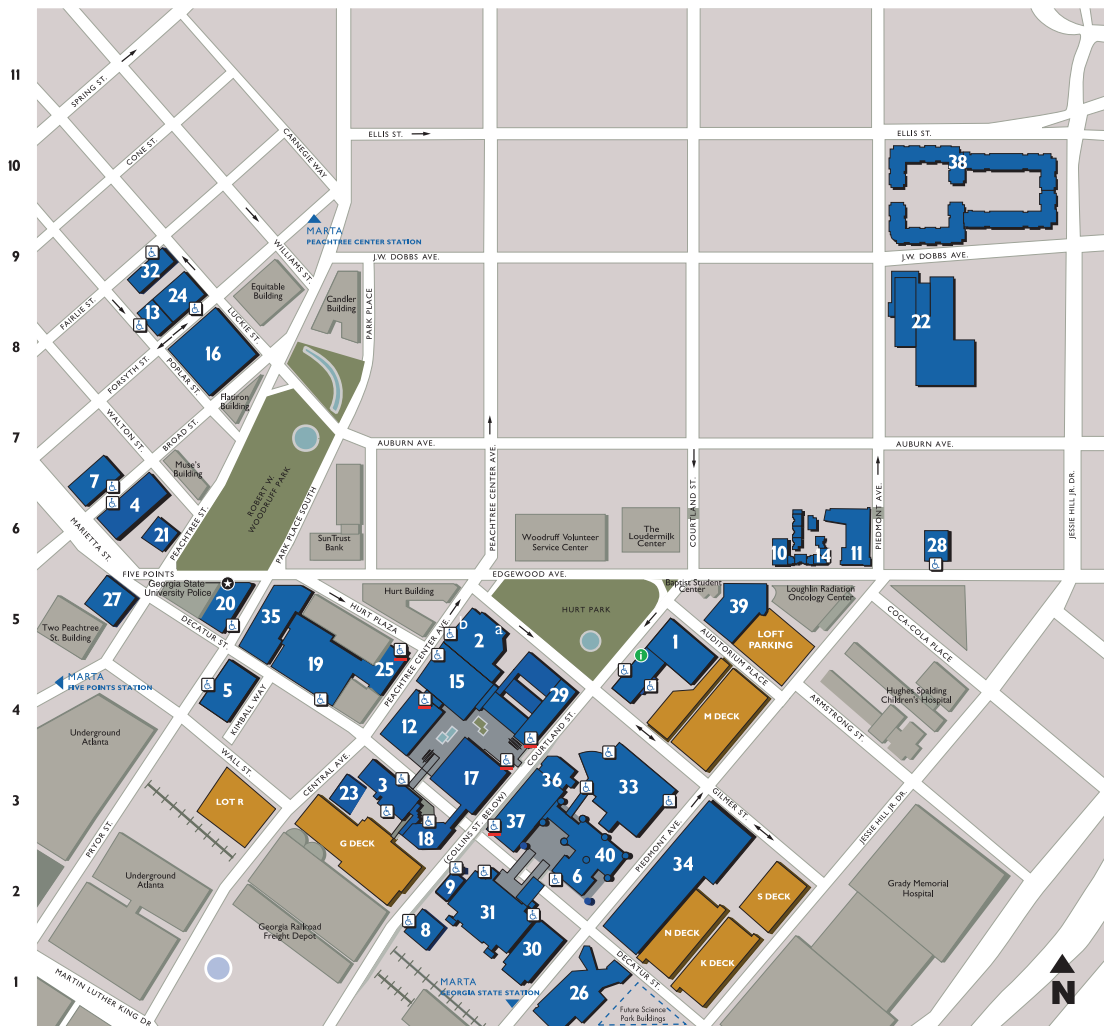 11
10
9
8
7
6
5
4
3
2
1
SPRING ST.
CONE ST.
CARNEGIE WAY
ELLIS ST.
ELLIS ST.
38
MARTA
PEACHTREE CENTER STATION
WILLIAMS ST.
J.W. DOBBS AVE.
J.W. DOBBS AVE.
32
24
13
16
Equitable
Building
Candler
Building
PARK PLACE
FAIRLIE ST.
LUCKIE ST.
FORSYTH ST.
POPLAR ST.
Flatiron
Building
22
WALTON ST.
BROAD ST.
Muse's
Building
AUBURN AVE.
AUBURN AVE.
7
4
21
MARIETTA ST.
PEACHTREE ST.
ROBERT W.
WOODRUFF PARK
PARK PLACE SOUTH
SunTrust
Bank
PEACHTREE CENTER AVE.
Woodruff Volunteer
Service Center
The
Loudermilk
Center
COURTLAND ST.
10
14
11
PIEDMONT AVE.
28
JESSIE HILL JR. DR.
FIVE POINTS
Georgia State
University Police
EDGEWOOD AVE.
27
20
35
HURT PLAZA
Hurt Building
HURT PARK
Baptist Student
Center
39
Loughlin Radiation
Oncology Center
COCA-COLA PLACE
Two Peachtree
St. Building
DECATUR ST.
19
25
PEACHTREE CENTER AVE.
b
2
a
15
29
i
1
AUDITORIUM PLACE
LOFT
PARKING
MARTA
FIVE POINTS STATION
5
KIMBALL WAY
12
COURTLAND ST.
M DECK
ARMSTRONG ST.
Hughes Spalding
Children's Hospital
Underground
Atlanta
WALL ST.
LOT R
CENTRAL AVE.
23
3
17
36
33
18
37
40
6
GILMER ST.
JESSIE HILL JR. DR.
PRYOR ST.
G DECK
(COLLINS ST. BELOW)
PIEDMONT AVE.
34
Underground
Atlanta
Georgia Railroad
Freight Depot
9
8
31
30
S DECK
N DECK
K DECK
Grady Memorial
Hospital
MARTIN LUTHER KING DR.
MARTA
GEORGIA STATE STATION
26
DECATUR ST.
Future Science
Park Buildings
N